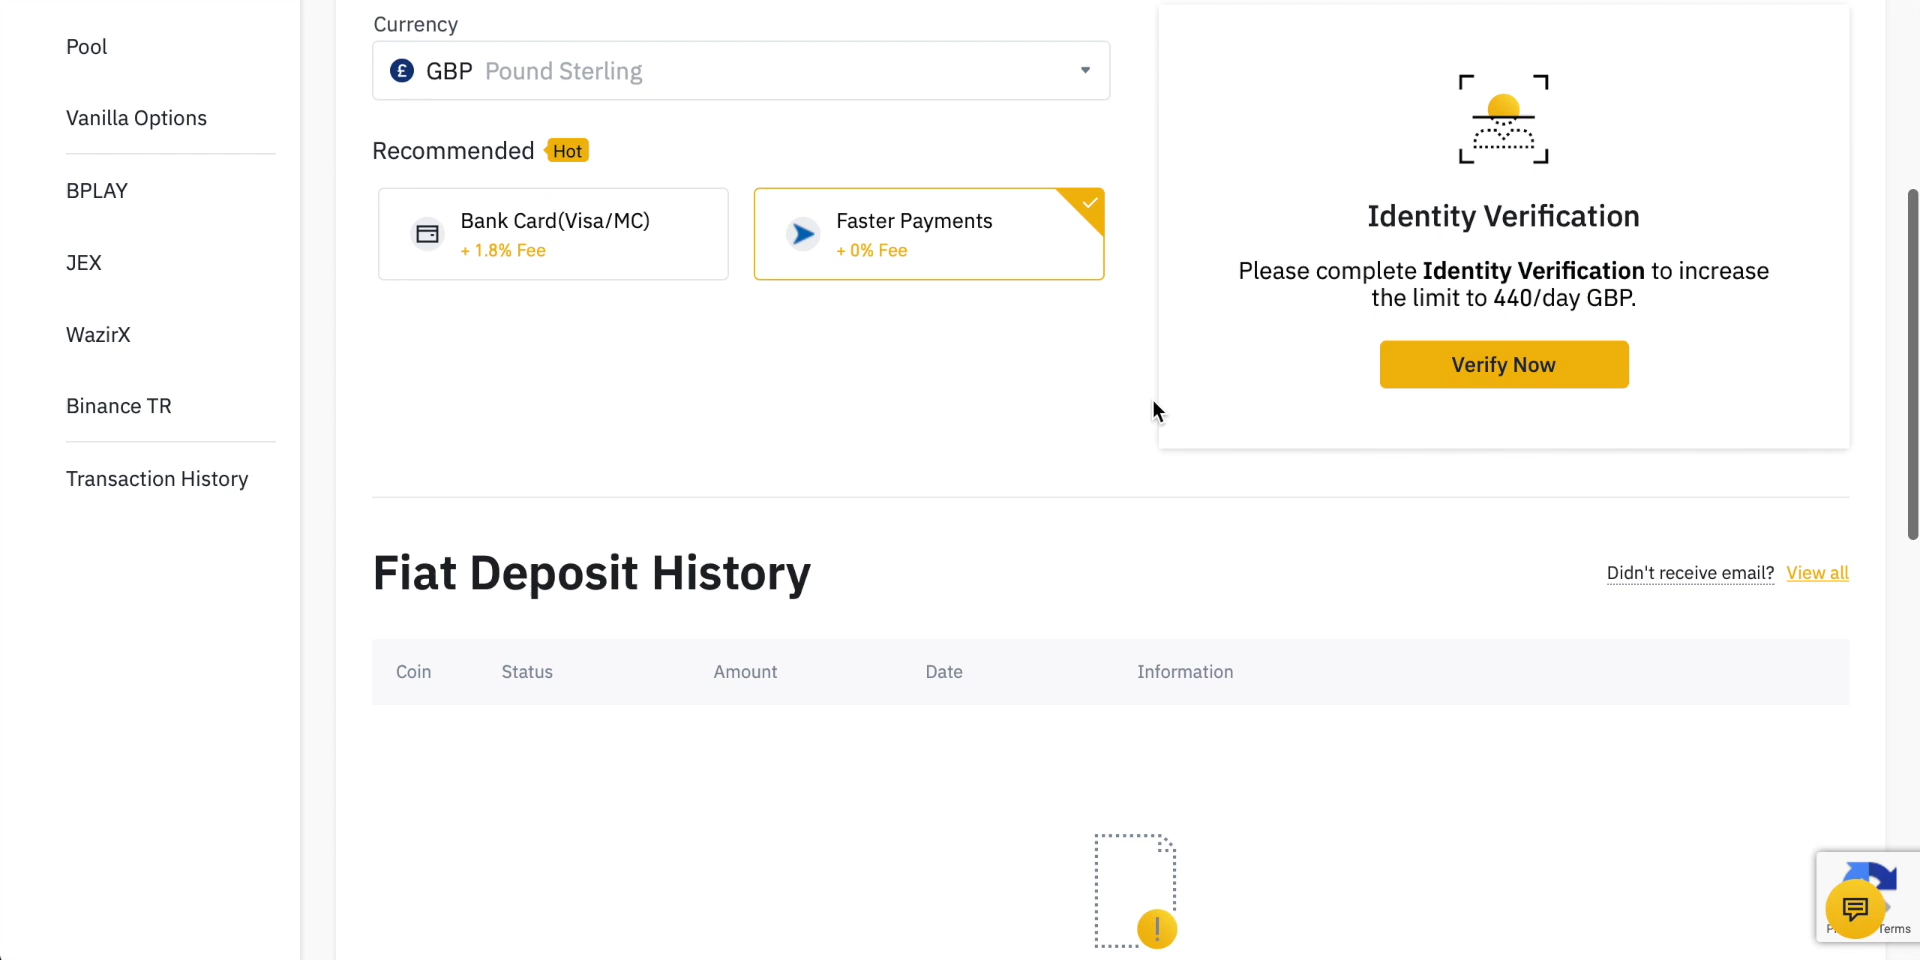 Pool
Vanilla Options
BPLAY
JEX
WazirX
Binance TR
Transaction History
Currency
£ GBP Pound Sterling
Recommended Hot
Bank Card(Visa/MC)
+ 1.8% Fee
Faster Payments
+ 0% Fee
Identity Verification
Please complete Identity Verification to increase
the limit to 440/day GBP.
Verify Now
Fiat Deposit History
Didn't receive email? View all
Coin Status Amount Date Information
!
Terms